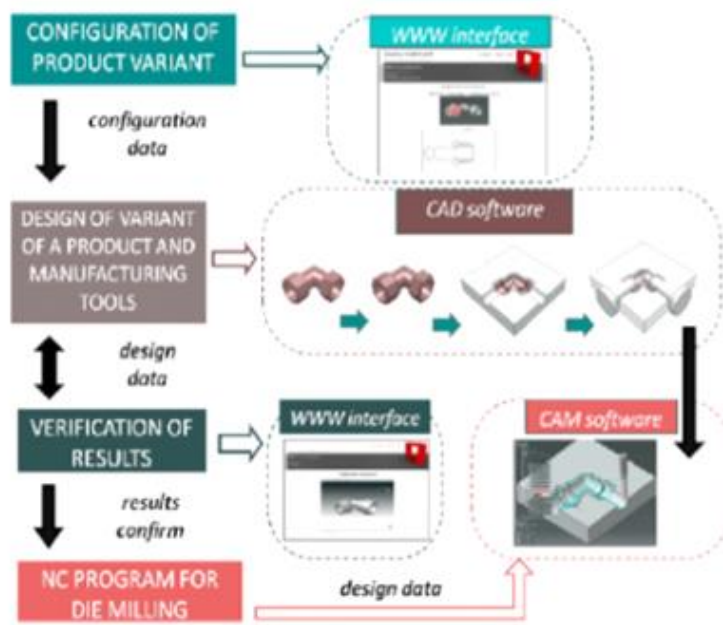 CONFIGURATION OF
PRODUCT VARIANT
WWW interface
configuration
data
DESIGN OF VARIANT
OF A PRODUCT AND
MANUFACTURING
TOOLS
CAD software
design
data
VERIFICATION OF
RESULTS
WWW interface
CAM software
results
confirm
NC PROGRAM FOR
DIE MILLING
design data